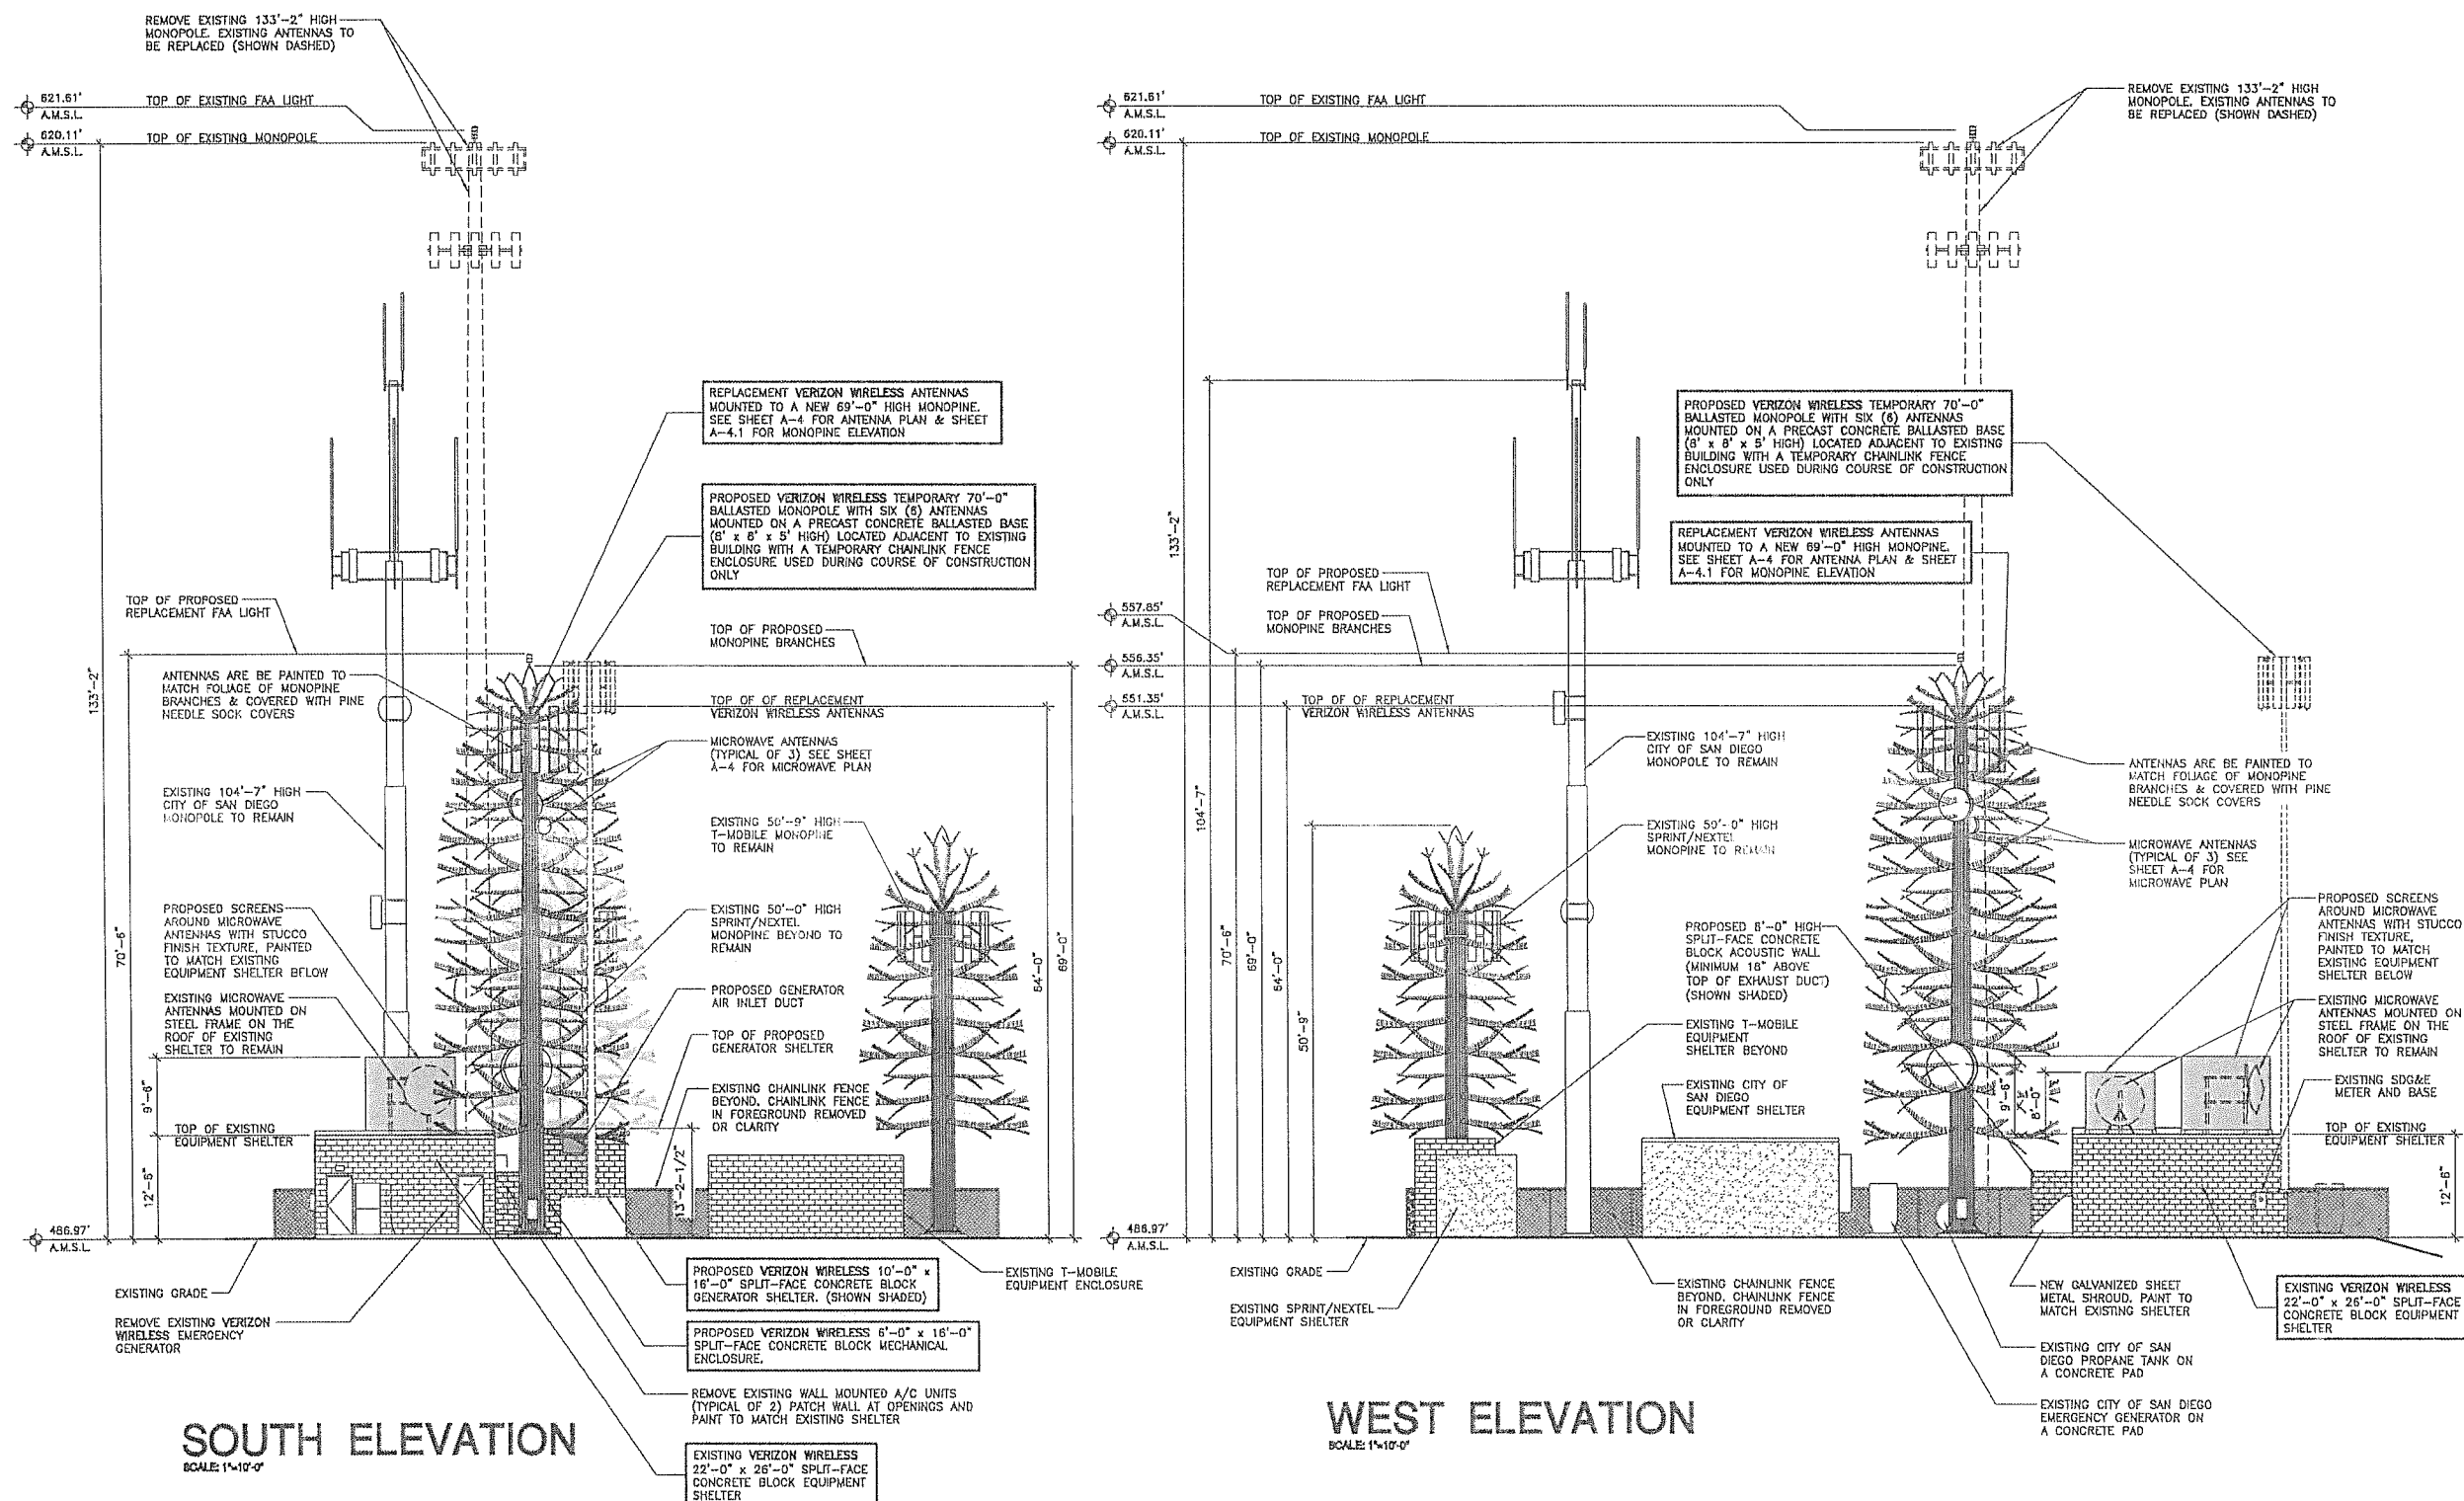 REMOVE EXISTING 133'-2" HIGH
MONOPOLE. EXISTING ANTENNAS TO
BE REPLACED (SHOWN DASHED)
621.61'
A.M.S.L.
TOP OF EXISTING FAA LIGHT
620.11'
A.M.S.L.
TOP OF EXISTING MONOPOLE
133'-2"
REPLACEMENT VERIZON WIRELESS ANTENNAS
MOUNTED TO A NEW 69'-0" HIGH MONOPINE.
SEE SHEET A-4 FOR ANTENNA PLAN & SHEET
A-4.1 FOR MONOPINE ELEVATION
PROPOSED VERIZON WIRELESS TEMPORARY 70'-0"
BALLASTED MONOPOLE WITH SIX (6) ANTENNAS
MOUNTED ON A PRECAST CONCRETE BALLASTED BASE
(8' x 8' x 5' HIGH) LOCATED ADJACENT TO EXISTING
BUILDING WITH A TEMPORARY CHAINLINK FENCE
ENCLOSURE USED DURING COURSE OF CONSTRUCTION
ONLY
TOP OF PROPOSED
REPLACEMENT FAA LIGHT
TOP OF PROPOSED
MONOPINE BRANCHES
ANTENNAS ARE BE PAINTED TO
MATCH FOLIAGE OF MONOPINE
BRANCHES & COVERED WITH PINE
NEEDLE SOCK COVERS
TOP OF OF REPLACEMENT
VERIZON WIRELESS ANTENNAS
MICROWAVE ANTENNAS
(TYPICAL OF 3) SEE SHEET
A-4 FOR MICROWAVE PLAN
EXISTING 104'-7" HIGH
CITY OF SAN DIEGO
MONOPOLE TO REMAIN
EXISTING 50'-9" HIGH
T-MOBILE MONOPINE
TO REMAIN
70'-6"
PROPOSED SCREENS
AROUND MICROWAVE
ANTENNAS WITH STUCCO
FINISH TEXTURE, PAINTED
TO MATCH EXISTING
EQUIPMENT SHELTER BELOW
EXISTING 50'-0" HIGH
SPRINT/NEXTEL
MONOPINE BEYOND TO
REMAIN
64'-0"
69'-0"
EXISTING MICROWAVE
ANTENNAS MOUNTED ON
STEEL FRAME ON THE
ROOF OF EXISTING
SHELTER TO REMAIN
PROPOSED GENERATOR
AIR INLET DUCT
TOP OF PROPOSED
GENERATOR SHELTER
9'-6"
EXISTING CHAINLINK FENCE
BEYOND. CHAINLINK FENCE
IN FOREGROUND REMOVED
OR CLARITY
TOP OF EXISTING
EQUIPMENT SHELTER
12'-6"
13'-2-1/2"
486.97'
A.M.S.L.
EXISTING GRADE
PROPOSED VERIZON WIRELESS 10'-0" x
16'-0" SPLIT-FACE CONCRETE BLOCK
GENERATOR SHELTER. (SHOWN SHADED)
EXISTING T-MOBILE
EQUIPMENT ENCLOSURE
REMOVE EXISTING VERIZON
WIRELESS EMERGENCY
GENERATOR
PROPOSED VERIZON WIRELESS 6'-0" x 16'-0"
SPLIT-FACE CONCRETE BLOCK MECHANICAL
ENCLOSURE.
REMOVE EXISTING WALL MOUNTED A/C UNITS
(TYPICAL OF 2) PATCH WALL AT OPENINGS AND
PAINT TO MATCH EXISTING SHELTER
EXISTING VERIZON WIRELESS
22'-0" x 26'-0" SPLIT-FACE
CONCRETE BLOCK EQUIPMENT
SHELTER
SOUTH ELEVATION
SCALE: 1"=10'-0"
621.61'
A.M.S.L.
TOP OF EXISTING FAA LIGHT
620.11'
A.M.S.L.
TOP OF EXISTING MONOPOLE
REMOVE EXISTING 133'-2" HIGH
MONOPOLE. EXISTING ANTENNAS TO
BE REPLACED (SHOWN DASHED)
PROPOSED VERIZON WIRELESS TEMPORARY 70'-0"
BALLASTED MONOPOLE WITH SIX (6) ANTENNAS
MOUNTED ON A PRECAST CONCRETE BALLASTED BASE
(8' x 8' x 5' HIGH) LOCATED ADJACENT TO EXISTING
BUILDING WITH A TEMPORARY CHAINLINK FENCE
ENCLOSURE USED DURING COURSE OF CONSTRUCTION
ONLY
133'-2"
REPLACEMENT VERIZON WIRELESS ANTENNAS
MOUNTED TO A NEW 69'-0" HIGH MONOPINE.
SEE SHEET A-4 FOR ANTENNA PLAN & SHEET
A-4.1 FOR MONOPINE ELEVATION
TOP OF PROPOSED
REPLACEMENT FAA LIGHT
557.85'
A.M.S.L.
TOP OF PROPOSED
MONOPINE BRANCHES
556.35'
A.M.S.L.
551.35'
A.M.S.L.
TOP OF OF REPLACEMENT
VERIZON WIRELESS ANTENNAS
EXISTING 104'-7" HIGH
CITY OF SAN DIEGO
MONOPOLE TO REMAIN
ANTENNAS ARE BE PAINTED TO
MATCH FOLIAGE OF MONOPINE
BRANCHES & COVERED WITH PINE
NEEDLE SOCK COVERS
104'-7"
EXISTING 50'-0" HIGH
SPRINT/NEXTEL
MONOPINE TO REMAIN
MICROWAVE ANTENNAS
(TYPICAL OF 3) SEE
SHEET A-4 FOR
MICROWAVE PLAN
70'-6"
69'-0"
64'-0"
50'-9"
PROPOSED 8'-0" HIGH
SPLIT-FACE CONCRETE
BLOCK ACOUSTIC WALL
(MINIMUM 18" ABOVE
TOP OF EXHAUST DUCT)
(SHOWN SHADED)
PROPOSED SCREENS
AROUND MICROWAVE
ANTENNAS WITH STUCCO
FINISH TEXTURE,
PAINTED TO MATCH
EXISTING EQUIPMENT
SHELTER BELOW
EXISTING T-MOBILE
EQUIPMENT
SHELTER BEYOND
EXISTING MICROWAVE
ANTENNAS MOUNTED ON
STEEL FRAME ON THE
ROOF OF EXISTING
SHELTER TO REMAIN
EXISTING CITY OF
SAN DIEGO
EQUIPMENT SHELTER
9'-6"
8'-0"
EXISTING SDG&E
METER AND BASE
TOP OF EXISTING
EQUIPMENT SHELTER
12'-6"
486.97'
A.M.S.L.
EXISTING GRADE
EXISTING SPRINT/NEXTEL
EQUIPMENT SHELTER
EXISTING CHAINLINK FENCE
BEYOND. CHAINLINK FENCE
IN FOREGROUND REMOVED
OR CLARITY
NEW GALVANIZED SHEET
METAL SHROUD. PAINT TO
MATCH EXISTING SHELTER
EXISTING VERIZON WIRELESS
22'-0" x 26'-0" SPLIT-FACE
CONCRETE BLOCK EQUIPMENT
SHELTER
EXISTING CITY OF SAN
DIEGO PROPANE TANK ON
A CONCRETE PAD
EXISTING CITY OF SAN DIEGO
EMERGENCY GENERATOR ON
A CONCRETE PAD
WEST ELEVATION
SCALE: 1"=10'-0"